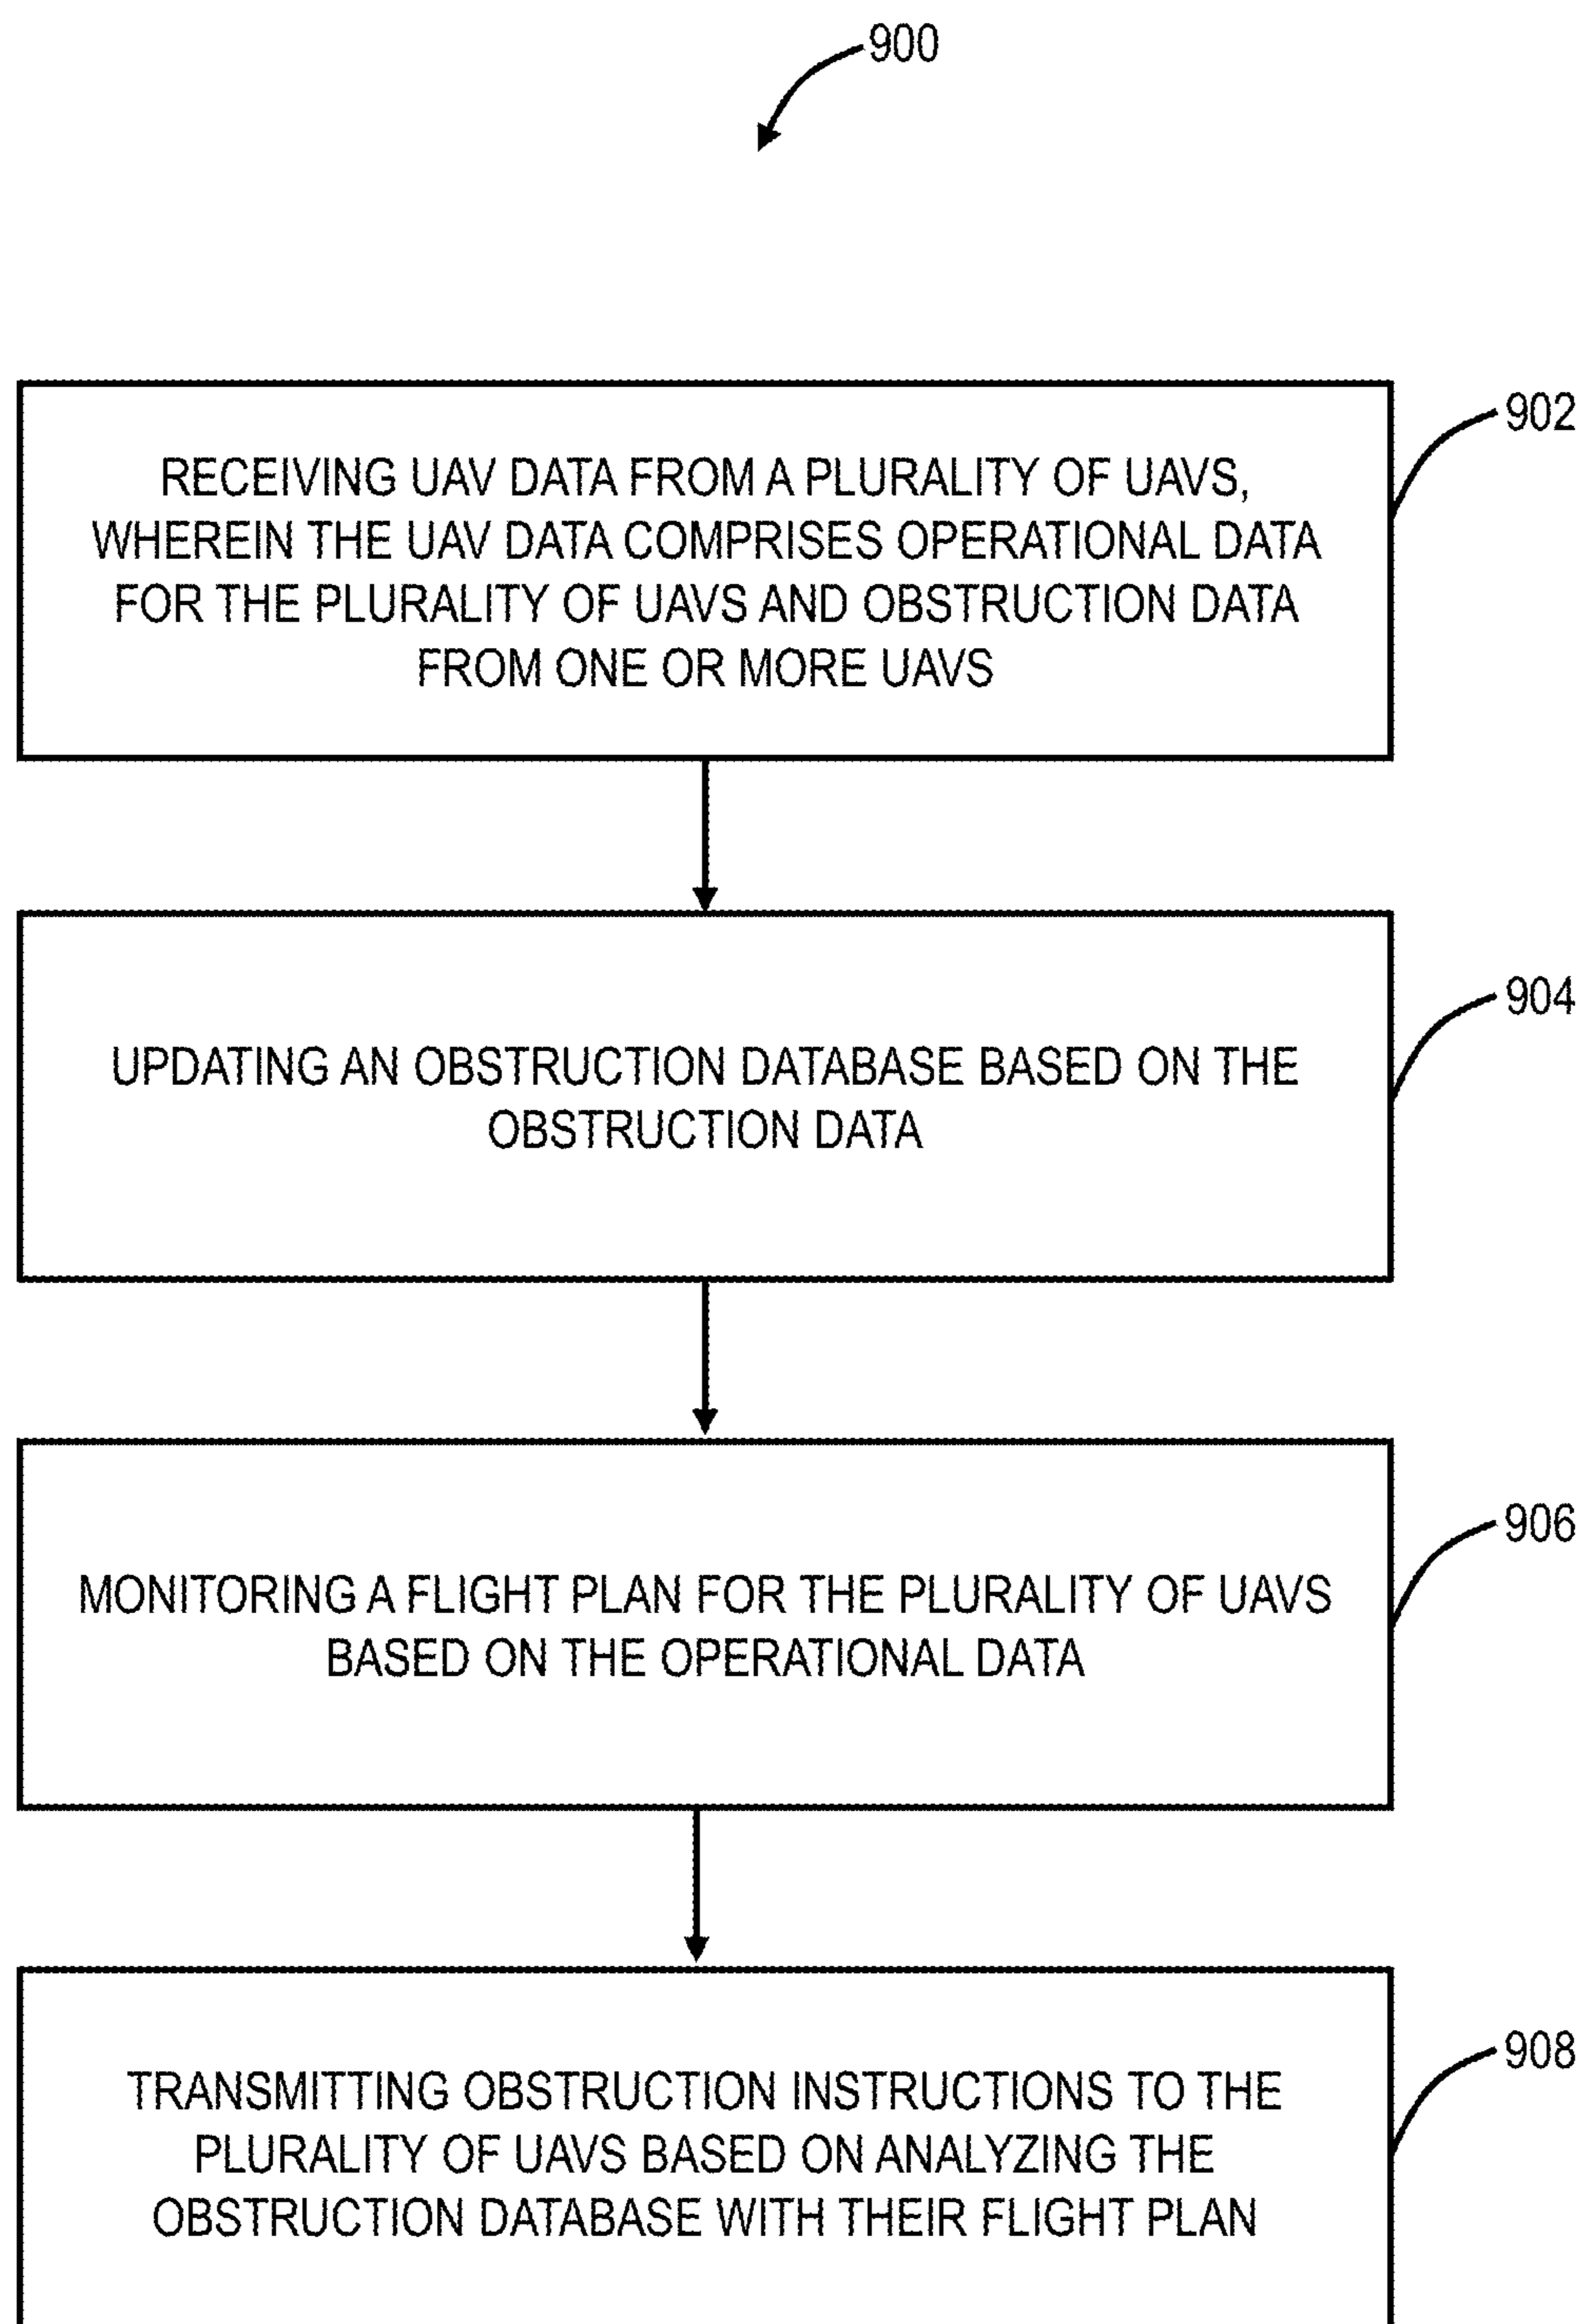 900
902
RECEIVING UAV DATA FROM A PLURALITY OF UAVS,
WHEREIN THE UAV DATA COMPRISES OPERATIONAL DATA
FOR THE PLURALITY OF UAVS AND OBSTRUCTION DATA
FROM ONE OR MORE UAVS
904
UPDATING AN OBSTRUCTION DATABASE BASED ON THE
OBSTRUCTION DATA
906
MONITORING A FLIGHT PLAN FOR THE PLURALITY OF UAVS
BASED ON THE OPERATIONAL DATA
908
TRANSMITTING OBSTRUCTION INSTRUCTIONS TO THE
PLURALITY OF UAVS BASED ON ANALYZING THE
OBSTRUCTION DATABASE WITH THEIR FLIGHT PLAN